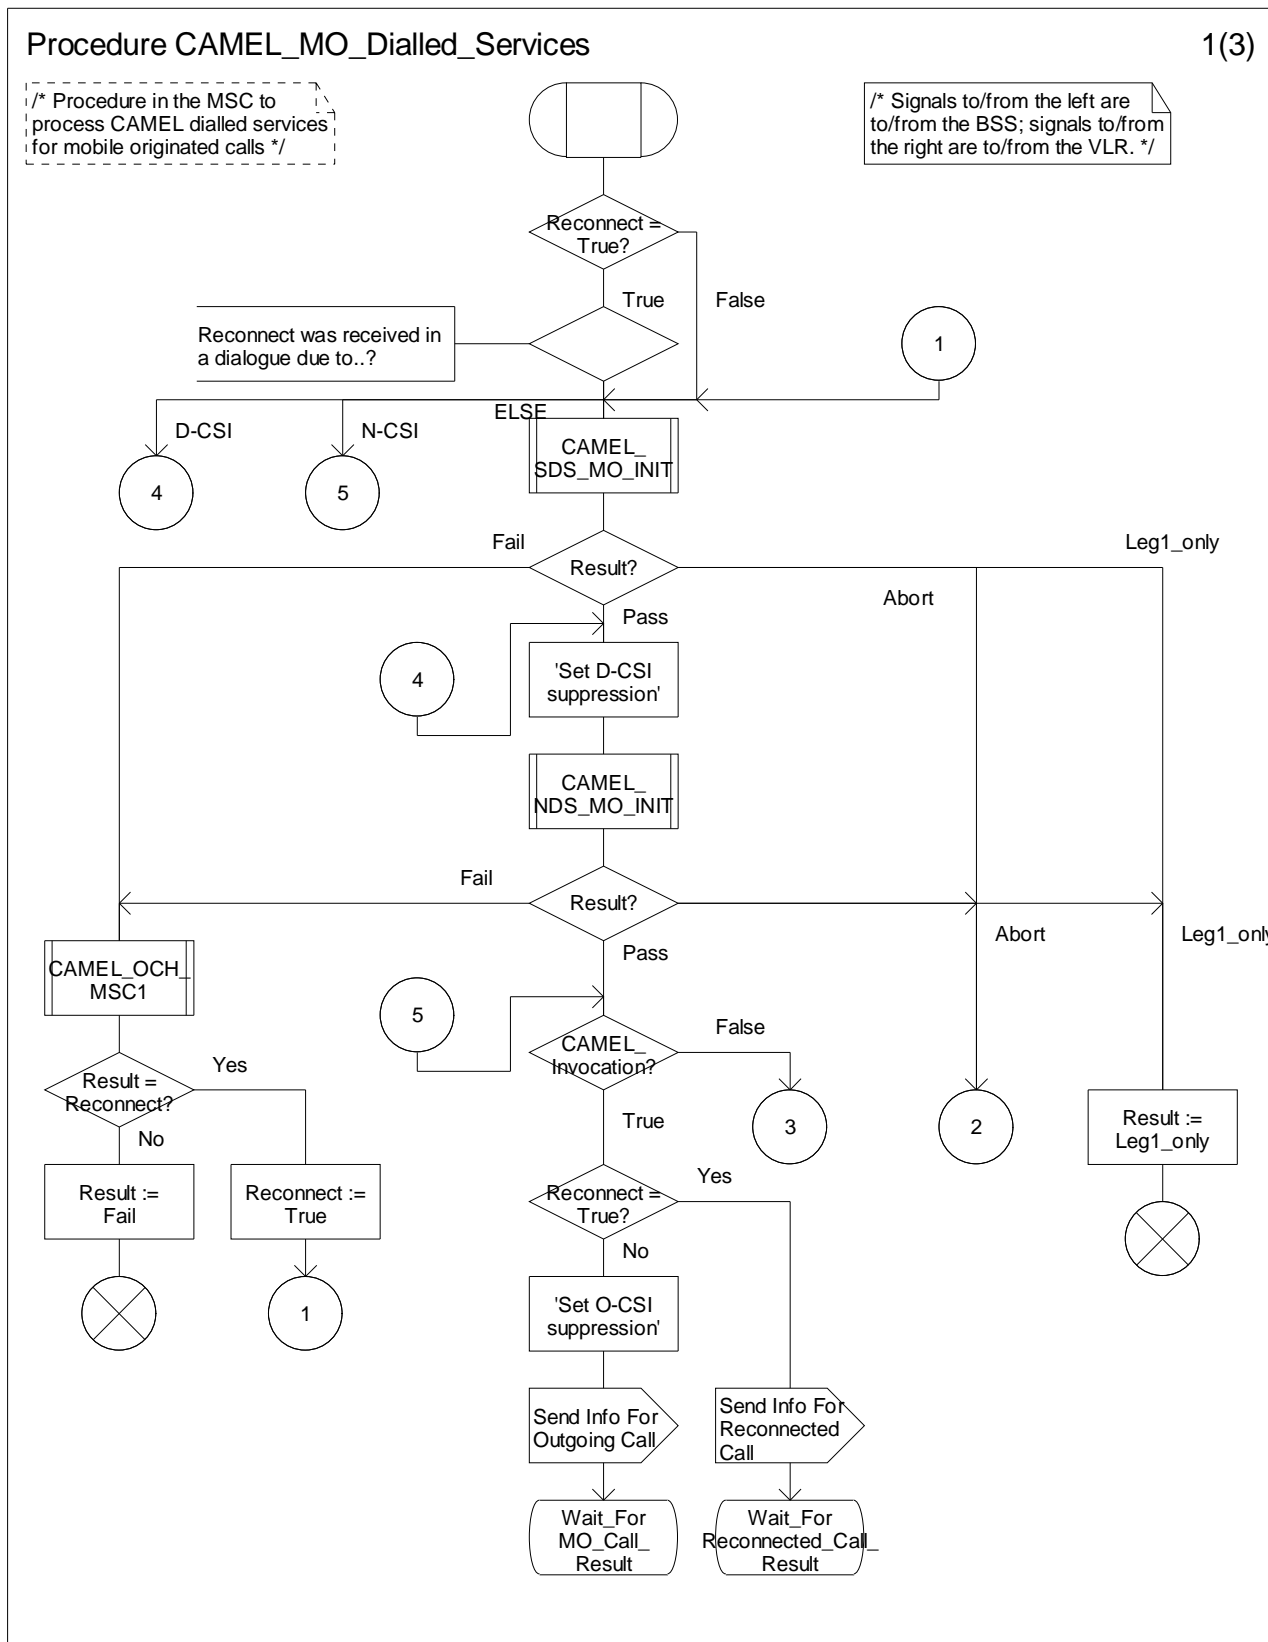 Procedure CAMEL_MO_Dialled_Services
1(3)
/* Procedure in the MSC to
process CAMEL dialled services
for mobile originated calls */
/* Signals to/from the left are
to/from the BSS; signals to/from
the right are to/from the VLR. */
Reconnect =
True?
True
False
Reconnect was received in
a dialogue due to..?
1
ELSE
D-CSI
N-CSI
CAMEL_
SDS_MO_INIT
4
5
Fail
Leg1_only
Result?
Abort
Pass
4
'Set D-CSI
suppression'
CAMEL_
NDS_MO_INIT
Fail
Result?
Abort
Leg1_only
Pass
CAMEL_OCH_
MSC1
5
False
CAMEL_
Invocation?
Yes
Result =
Reconnect?
True
3
2
Result :=
Leg1_only
No
Yes
Result :=
Fail
Reconnect :=
True
Reconnect =
True?
No
1
'Set O-CSI
suppression'
Send Info For
Outgoing Call
Send Info For
Reconnected
Call
Wait_For
MO_Call_
Result
Wait_For
Reconnected_Call_
Result